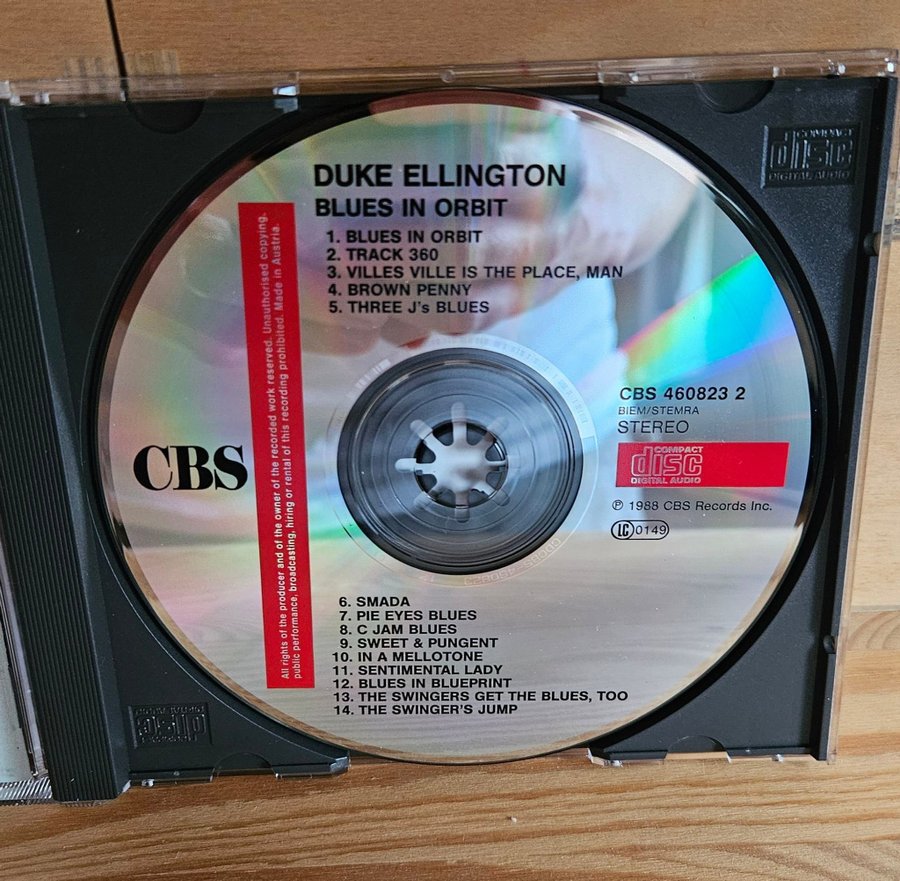 COMPACT
disc
DIGITAL AUDIO
DUKE ELLINGTON
BLUES IN ORBIT
1. BLUES IN ORBIT
2. TRACK 360
3. VILLES VILLE IS THE PLACE, MAN
4. BROWN PENNY
5. THREE J's BLUES
All rights of the producer and of the owner of the recorded work reserved. Unauthorised copying,
public performance, broadcasting, hiring or rental of this recording prohibited. Made in Austria.
CBS
CBS 460823 2
BIEM/STEMRA
STEREO
COMPACT
disc
DIGITAL AUDIO
℗ 1988 CBS Records Inc.
LC 0149
6. SMADA
7. PIE EYES BLUES
8. C JAM BLUES
9. SWEET & PUNGENT
10. IN A MELLOTONE
11. SENTIMENTAL LADY
12. BLUES IN BLUEPRINT
13. THE SWINGERS GET THE BLUES, TOO
14. THE SWINGER'S JUMP
COMPACT
disc
DIGITAL AUDIO